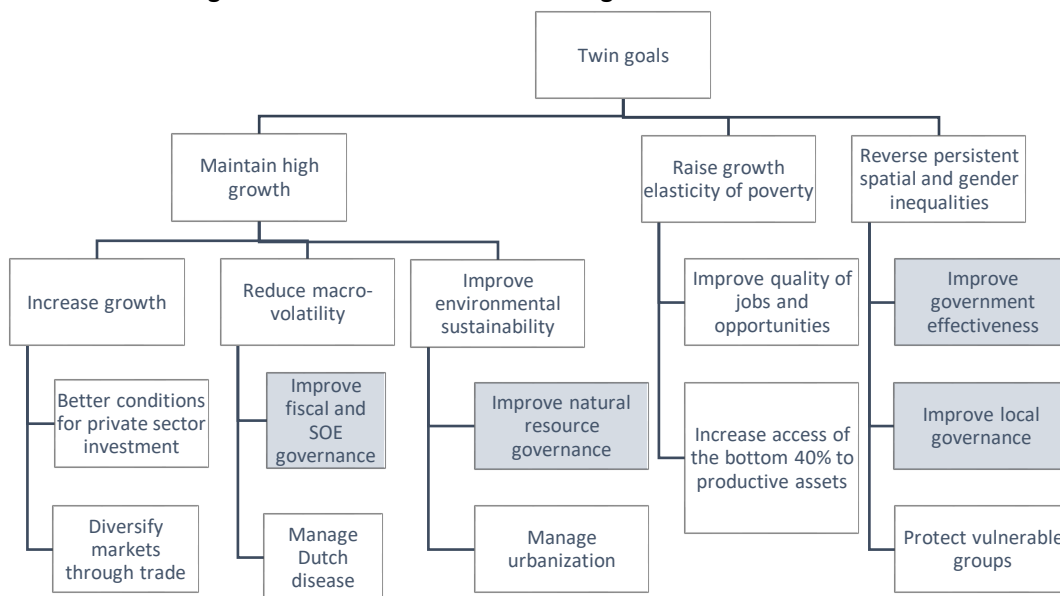 Twin goals
Maintain high
growth
Raise growth
elasticity of poverty
Reverse persistent
spatial and gender
inequalities
Increase growth
Reduce macro-
volatility
Improve
environmental
sustainability
Improve quality of
jobs and
opportunities
Improve
government
effectiveness
Better conditions
for private sector
investment
Improve
fiscal and
SOE
governance
Improve natural
resource
governance
Increase access of
the bottom 40% to
productive assets
Improve local
governance
Diversify
markets
through trade
Manage
Dutch
disease
Manage
urbanization
Protect vulnerable
groups